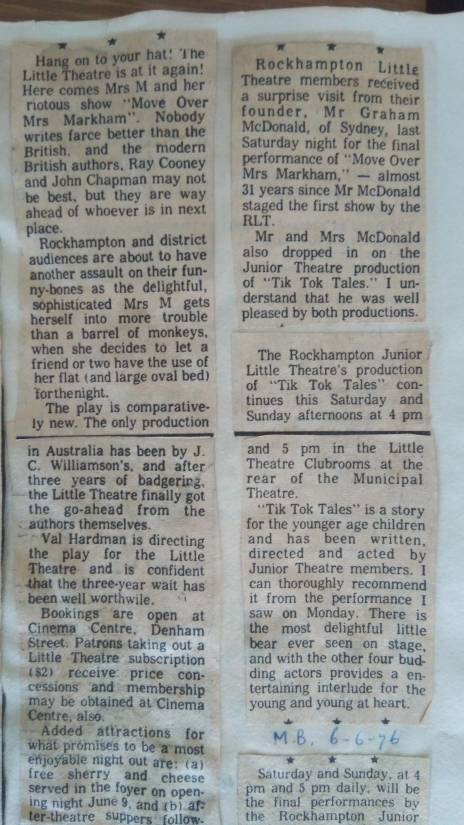 Hang on to your hat! The
Little Theatre is at it again!
Here comes Mrs M and her
riotous show "Move Over
Mrs Markham". Nobody
writes farce better than the
British, and the modern
British authors, Ray Cooney
and John Chapman may not
be best, but they are way
ahead of whoever is in next
place.
Rockhampton and district
audiences are about to have
another assault on their fun-
ny-bones as the delightful,
sophisticated Mrs M gets
herself into more trouble
than a barrel of monkeys,
when she decides to let a
friend or two have the use of
her flat (and large oval bed)
forthenight.
The play is comparative-
ly new. The only production
in Australia has been by J.
C. Williamson's, and after
three years of badgering,
the Little Theatre finally got
the go-ahead from the
authors themselves.
Val Hardman is directing
the play for the Little
Theatre and is confident
that the three-year wait has
been well worthwile.
Bookings are open at
Cinema Centre, Denham
Street. Patrons taking out a
Little Theatre subscription
($2) receive price con-
cessions and membership
may be obtained at Cinema
Centre, also.
Added attractions for
what promises to be a most
enjoyable night out are: (a)
free sherry and cheese
served in the foyer on open-
ing night June 9, and (b) af-
ter-theatre suppers follow-
Rockhampton Little
Theatre members received
a surprise visit from their
founder, Mr Graham
McDonald, of Sydney, last
Saturday night for the final
performance of "Move Over
Mrs Markham," — almost
31 years since Mr McDonald
staged the first show by the
RLT.
Mr and Mrs McDonald
also dropped in on the
Junior Theatre production
of "Tik Tok Tales." I un-
derstand that he was well
pleased by both productions.
The Rockhampton Junior
Little Theatre's production
of "Tik Tok Tales" con-
tinues this Saturday and
Sunday afternoons at 4 pm
and 5 pm in the Little
Theatre Clubrooms at the
rear of the Municipal
Theatre.
"Tik Tok Tales" is a story
for the younger age children
and has been written,
directed and acted by
Junior Theatre members. I
can thoroughly recommend
it from the performance I
saw on Monday. There is
the most delightful little
bear ever seen on stage,
and with the other four bud-
ding actors provides a en-
tertaining interlude for the
young and young at heart.
M.B. 6-6-76
Saturday and Sunday, at 4
pm and 5 pm daily, will be
the final performances by
the Rockhampton Junior